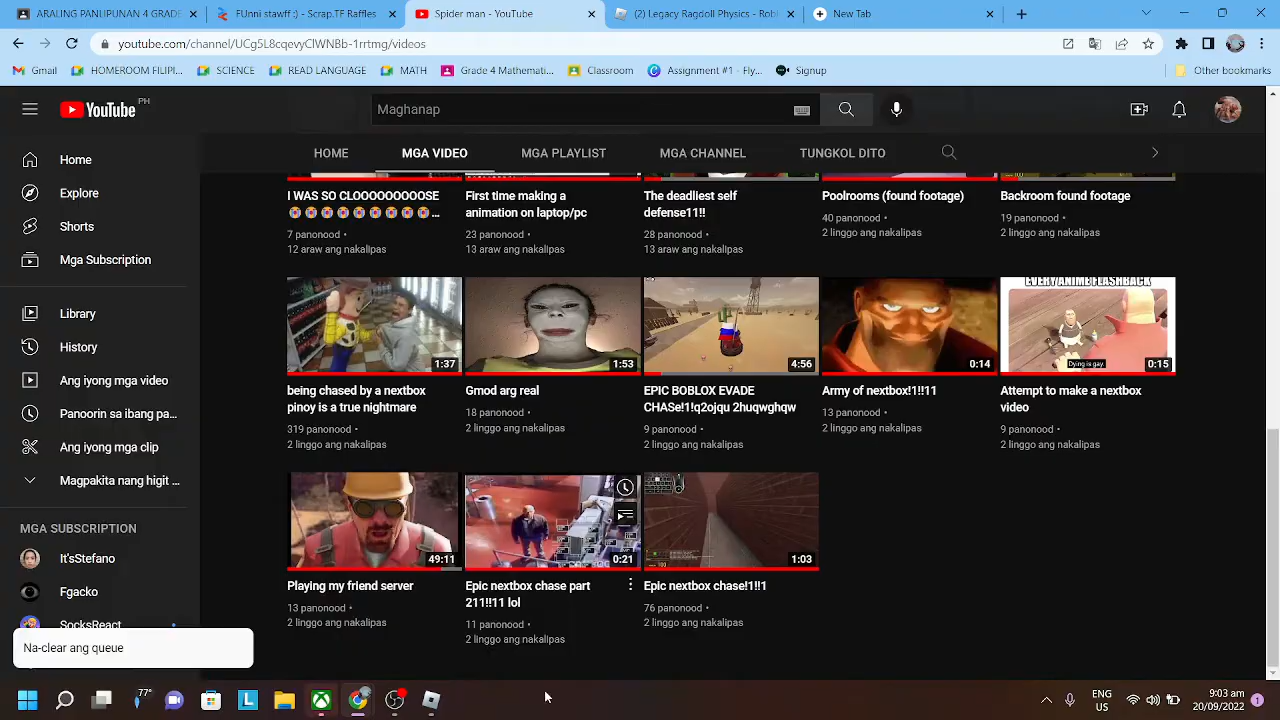 ARALING PANLIPUNAN 4 GRADE
FUnni stawff :) - Scrap.TF Raffles
Spider man - YouTube
(2) Legacy Ragdoll Physics - Robl
New Tab
youtube.com/channel/UCg5L8cqevyClWNBb-1rrtmg/videos
Gmail
HOMEROOM FILIPI...
SCIENCE
READ LANGUAGE
MATH
Grade 4 Mathemati...
Classroom
Assignment #1 - Fly...
Signup
Other bookmarks
YouTube PH
Maghanap
Home
Explore
Shorts
Mga Subscription
Library
History
Ang iyong mga video
Panoorin sa ibang pa...
Ang iyong mga clip
Magpakita nang higit ...
MGA SUBSCRIPTION
It'sStefano
Fgacko
SocksReact
Na-clear ang queue
HOME
MGA VIDEO
MGA PLAYLIST
MGA CHANNEL
TUNGKOL DITO
I WAS SO CLOOOOOOOOOSE
...
7 panonood •
12 araw ang nakalipas
First time making a
animation on laptop/pc
23 panonood •
13 araw ang nakalipas
The deadliest self
defense11!!
28 panonood •
13 araw ang nakalipas
Poolrooms (found footage)
40 panonood •
2 linggo ang nakalipas
Backroom found footage
19 panonood •
2 linggo ang nakalipas
1:37
being chased by a nextbox
pinoy is a true nightmare
319 panonood •
2 linggo ang nakalipas
1:53
Gmod arg real
18 panonood •
2 linggo ang nakalipas
4:56
EPIC BOBLOX EVADE
CHASe!1!q2ojqu 2huqwghqw
9 panonood •
2 linggo ang nakalipas
0:14
Army of nextbox!1!!11
13 panonood •
2 linggo ang nakalipas
EVERY ANIME FLASHBACK
Dying is gay
0:15
Attempt to make a nextbox
video
9 panonood •
2 linggo ang nakalipas
49:11
Playing my friend server
13 panonood •
2 linggo ang nakalipas
0:21
Epic nextbox chase part
211!!11 lol
11 panonood •
2 linggo ang nakalipas
1:03
Epic nextbox chase!1!!1
76 panonood •
2 linggo ang nakalipas
77°
ENG
US
9:03 am
20/09/2022
1